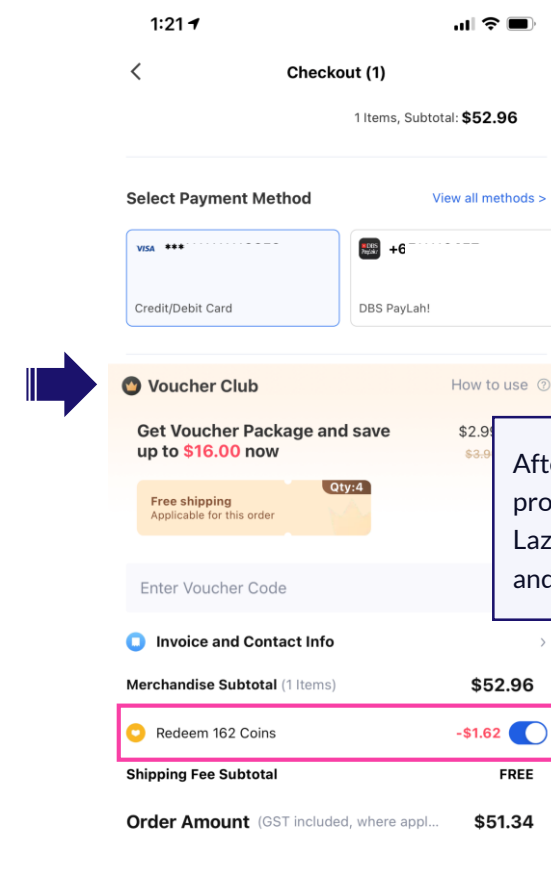 1:21
Checkout (1)
1 Items, Subtotal: $52.96
Select Payment Method
View all methods >
VISA ***
DBS PayLah! +6
Credit/Debit Card
DBS PayLah!
Voucher Club
How to use
Get Voucher Package and save
up to $16.00 now
Qty:4
Free shipping
Applicable for this order
Enter Voucher Code
Invoice and Contact Info
Merchandise Subtotal (1 Items)
$52.96
Redeem 162 Coins
-$1.62
Shipping Fee Subtotal
FREE
Order Amount (GST included, where appl...
$51.34
and